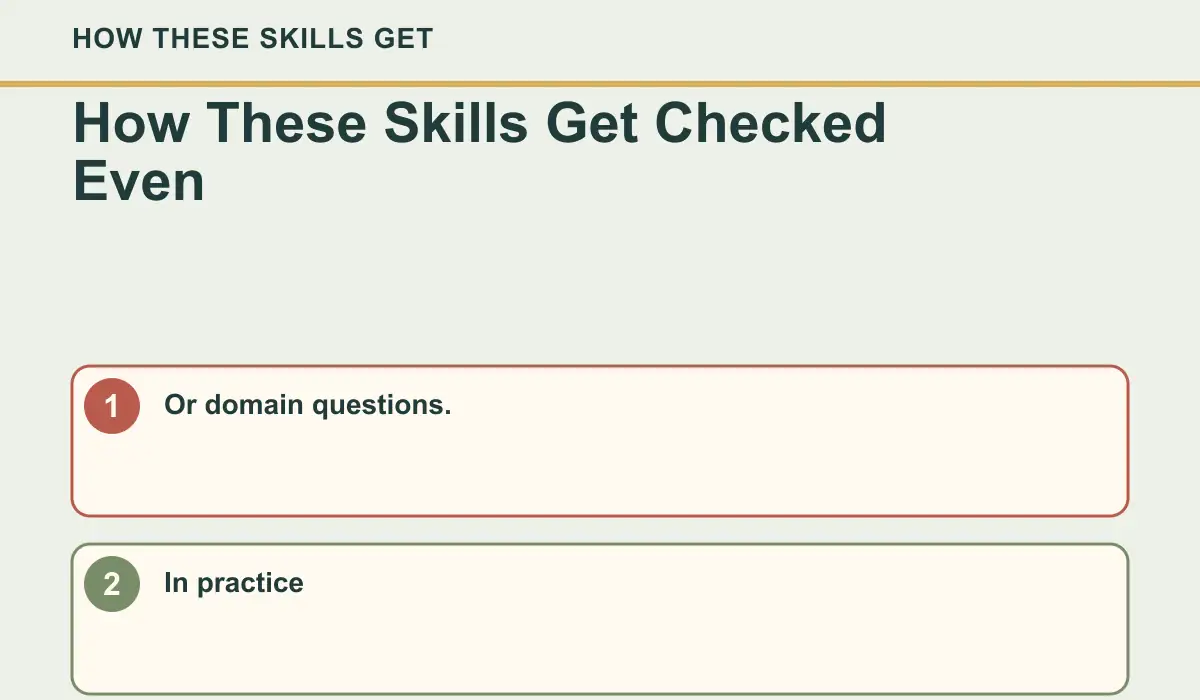 HOW THESE SKILLS GET
How These Skills Get Checked
Even
1 Or domain questions.
2 In practice